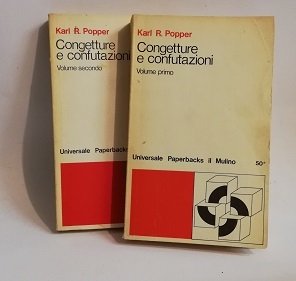 Karl R. Popper
Congetture
e confutazioni
Volume secondo
Universale Paperbacks
Karl R. Popper
Congetture
e confutazioni
Volume primo
Universale Paperbacks il Mulino 50*